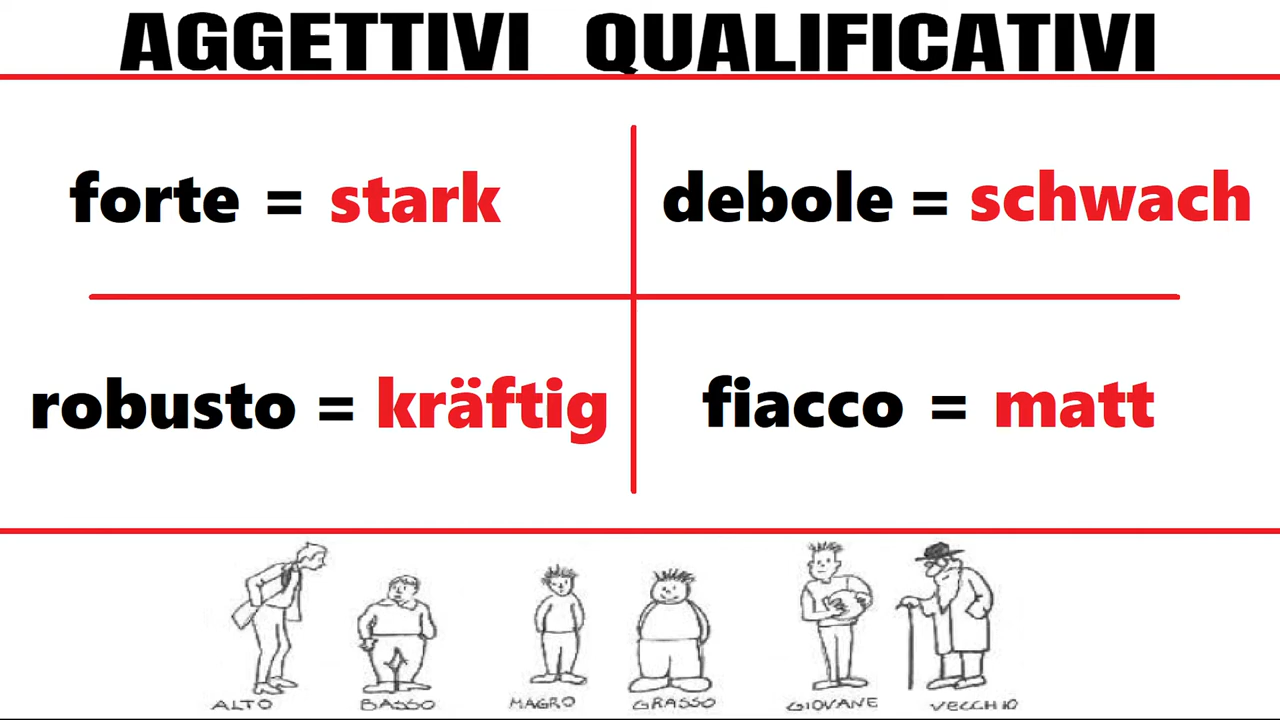 AGGETTIVI QUALIFICATIVI
forte = stark
debole = schwach
robusto = kräftig
fiacco = matt
ALTO BASSO MAGRO GRASSO GIOVANE VECCHIO